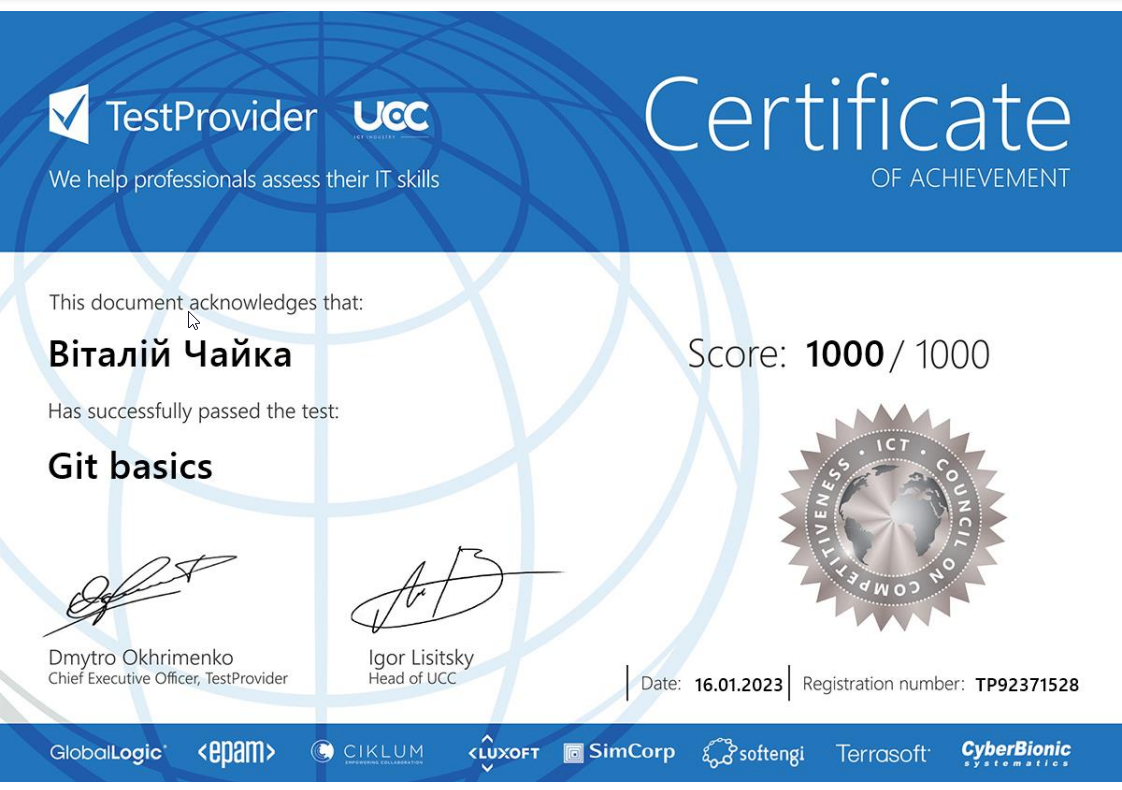 TestProvider
UCC
ICT INDUSTRY
We help professionals assess their IT skills
Certificate
OF ACHIEVEMENT
This document acknowledges that:
Віталій Чайка
Has successfully passed the test:
Git basics
Score: 1000 / 1000
· ICT · COUNCIL ON COMPETITIVENESS
Dmytro Okhrimenko
Chief Executive Officer, TestProvider
Igor Lisitsky
Head of UCC
Date: 16.01.2023
Registration number: TP92371528
GlobalLogic
<epam>
CIKLUM
EMPOWERING COLLABORATION
<LUXOFT
SimCorp
softengi
Terrasoft
CyberBionic
systematics